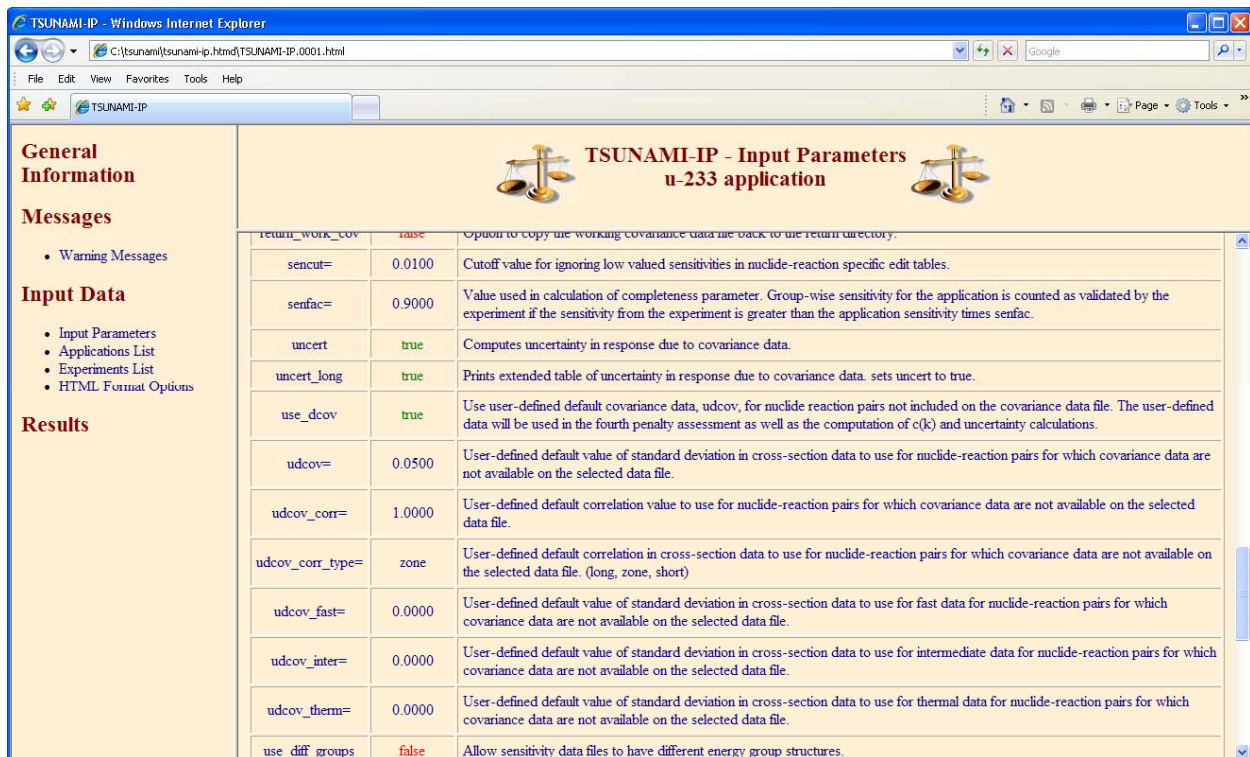 TSUNAMI-IP - Windows Internet Explorer
C:\tsunami\tsunami-ip.htmd\TSUNAMI-IP.0001.html
Google
File Edit View Favorites Tools Help
TSUNAMI-IP
Page Tools
General
Information
Messages
• Warning Messages
Input Data
• Input Parameters
• Applications List
• Experiments List
• HTML Format Options
Results
TSUNAMI-IP - Input Parameters
u-233 application
return_work_cov false Option to copy the working covariance data file back to the return directory.
sencut= 0.0100 Cutoff value for ignoring low valued sensitivities in nuclide-reaction specific edit tables.
senfac= 0.9000 Value used in calculation of completeness parameter. Group-wise sensitivity for the application is counted as validated by the
experiment if the sensitivity from the experiment is greater than the application sensitivity times senfac.
uncert true Computes uncertainty in response due to covariance data.
uncert_long true Prints extended table of uncertainty in response due to covariance data. sets uncert to true.
use_dcov true Use user-defined default covariance data, udcov, for nuclide reaction pairs not included on the covariance data file. The user-defined
data will be used in the fourth penalty assessment as well as the computation of c(k) and uncertainty calculations.
udcov= 0.0500 User-defined default value of standard deviation in cross-section data to use for nuclide-reaction pairs for which covariance data are
not available on the selected data file.
udcov_corr= 1.0000 User-defined default correlation value to use for nuclide-reaction pairs for which covariance data are not available on the selected
data file.
udcov_corr_type= zone User-defined default correlation in cross-section data to use for nuclide-reaction pairs for which covariance data are not available on
the selected data file. (long, zone, short)
udcov_fast= 0.0000 User-defined default value of standard deviation in cross-section data to use for fast data for nuclide-reaction pairs for which
covariance data are not available on the selected data file.
udcov_inter= 0.0000 User-defined default value of standard deviation in cross-section data to use for intermediate data for nuclide-reaction pairs for which
covariance data are not available on the selected data file.
udcov_therm= 0.0000 User-defined default value of standard deviation in cross-section data to use for thermal data for nuclide-reaction pairs for which
covariance data are not available on the selected data file.
use_diff_groups false Allow sensitivity data files to have different energy group structures.